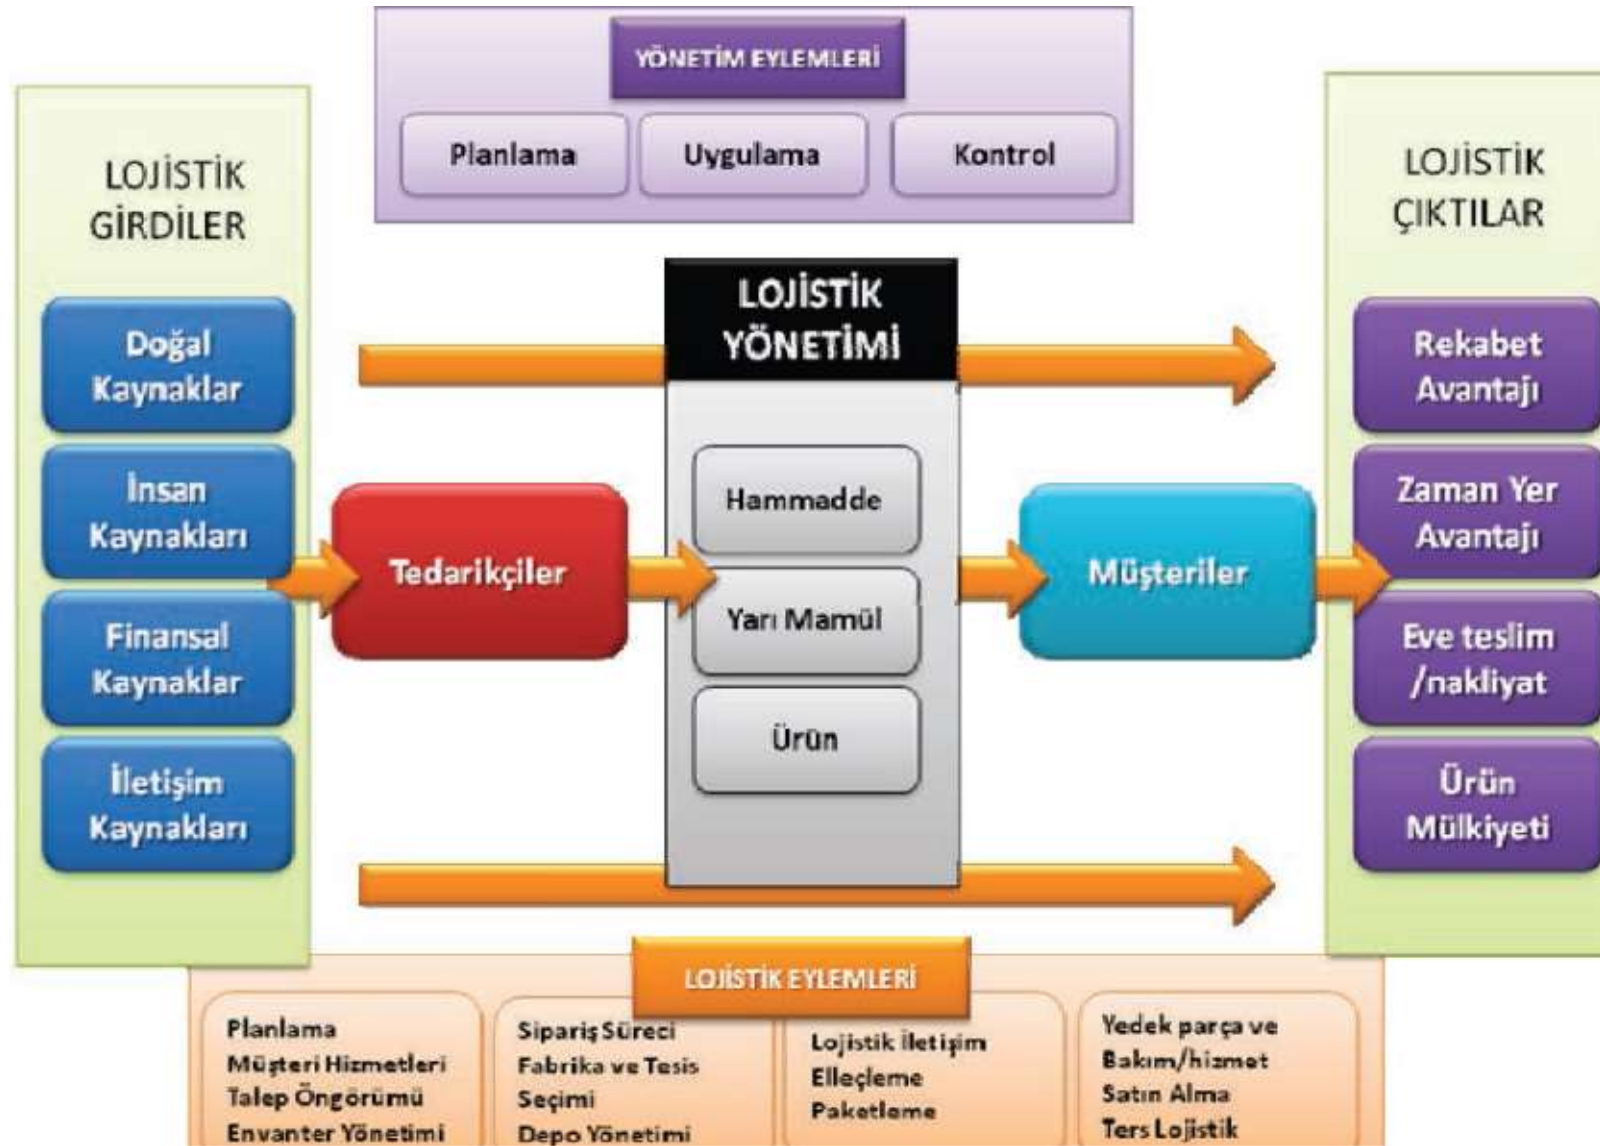 YÖNETİM EYLEMLERİ
Planlama
Uygulama
Kontrol
LOJİSTİK
GİRDİLER
Doğal
Kaynaklar
İnsan
Kaynakları
Finansal
Kaynaklar
İletişim
Kaynakları
Tedarikçiler
LOJİSTİK
YÖNETİMİ
Hammadde
Yarı Mamül
Ürün
Müşteriler
LOJİSTİK
ÇIKTILAR
Rekabet
Avantajı
Zaman Yer
Avantajı
Eve teslim
/nakliyat
Ürün
Mülkiyeti
LOJİSTİK EYLEMLERİ
Planlama
Müşteri Hizmetleri
Talep Öngörümü
Envanter Yönetimi
Sipariş Süreci
Fabrika ve Tesis
Seçimi
Depo Yönetimi
Lojistik İletişim
Elleçleme
Paketleme
Yedek parça ve
Bakım/hizmet
Satın Alma
Ters Lojistik